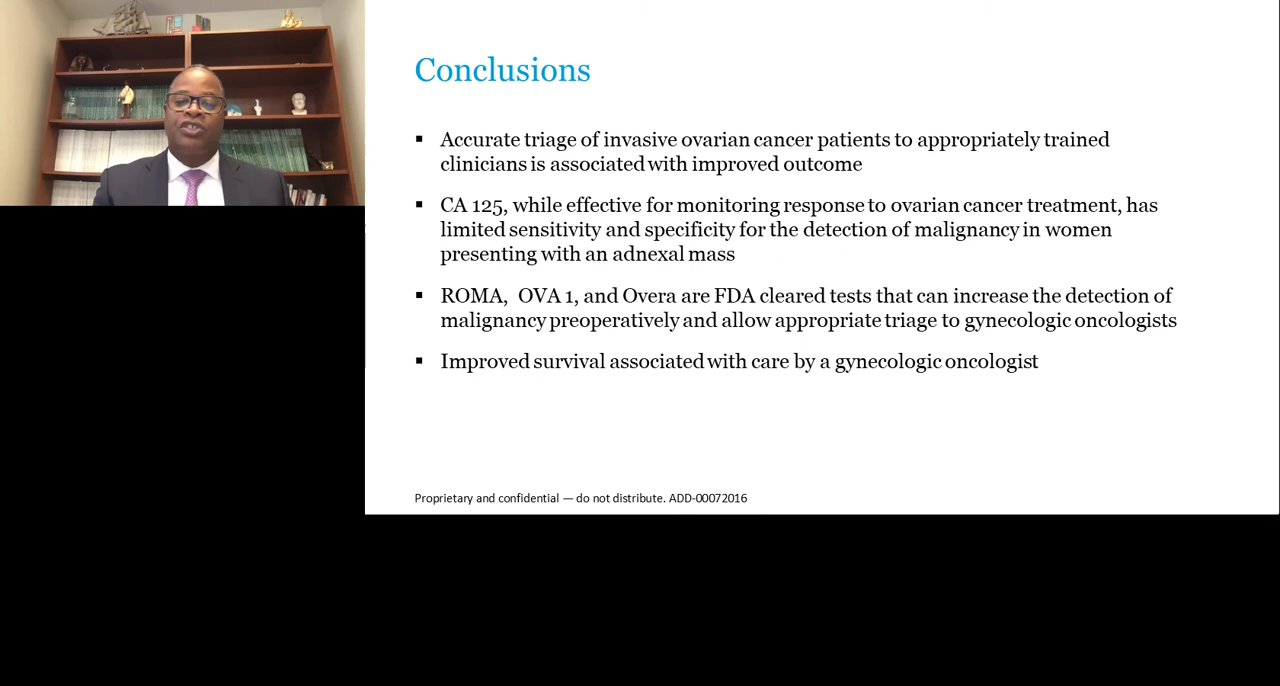 Conclusions
▪ Accurate triage of invasive ovarian cancer patients to appropriately trained
clinicians is associated with improved outcome
▪ CA 125, while effective for monitoring response to ovarian cancer treatment, has
limited sensitivity and specificity for the detection of malignancy in women
presenting with an adnexal mass
▪ ROMA, OVA 1, and Overa are FDA cleared tests that can increase the detection of
malignancy preoperatively and allow appropriate triage to gynecologic oncologists
▪ Improved survival associated with care by a gynecologic oncologist
Proprietary and confidential — do not distribute. ADD-00072016